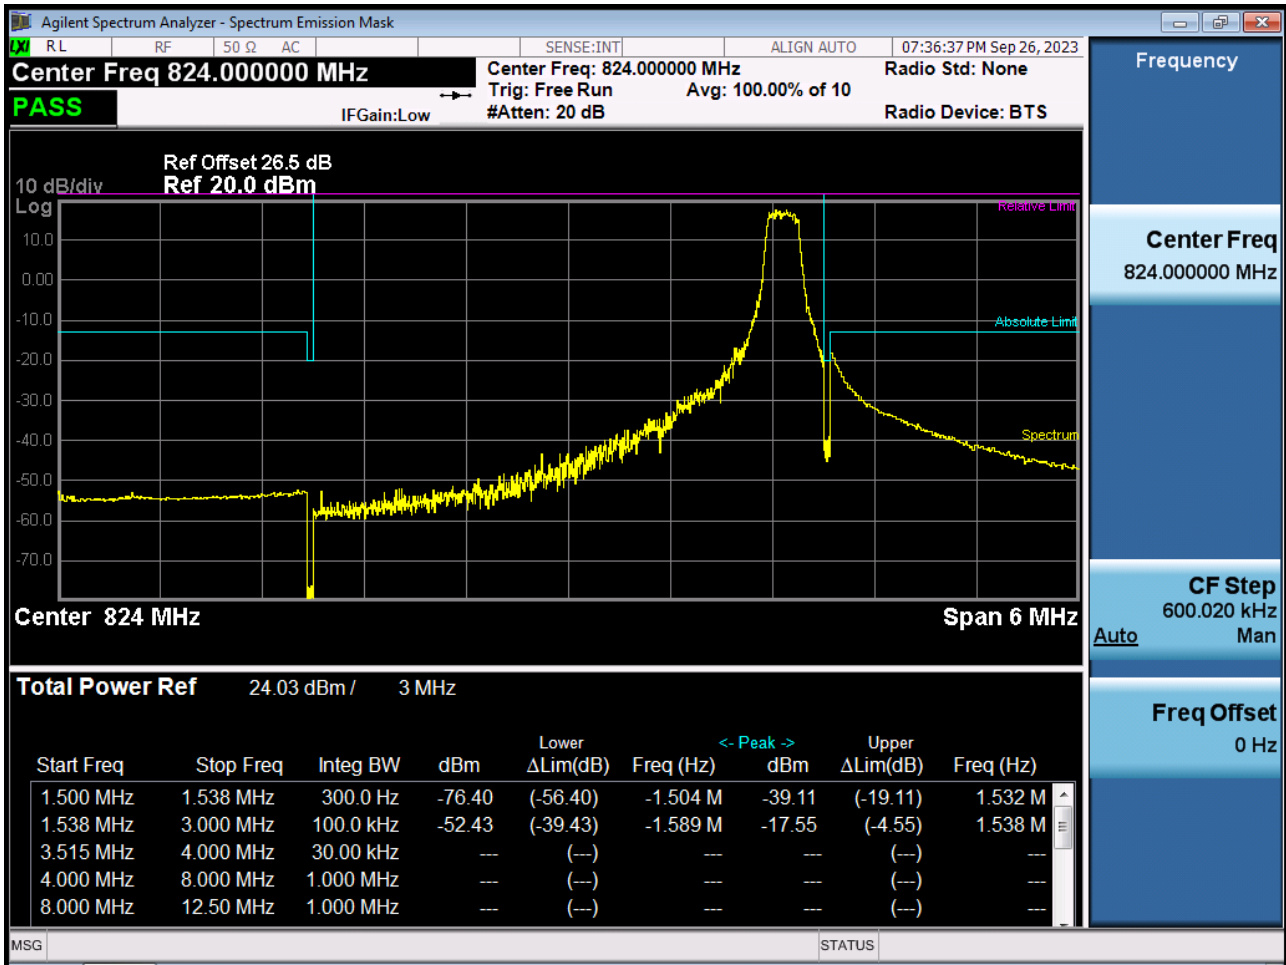 Agilent Spectrum Analyzer - Spectrum Emission Mask
LXI RL RF 50 Ω AC SENSE:INT ALIGN AUTO 07:36:37 PM Sep 26, 2023
Center Freq 824.000000 MHz
Center Freq: 824.000000 MHz Radio Std: None
Trig: Free Run Avg: 100.00% of 10
PASS
IFGain:Low #Atten: 20 dB Radio Device: BTS
Ref Offset 26.5 dB
10 dB/div Ref 20.0 dBm
Log
Relative Limit
10.0
0.00
-10.0
Absolute Limit
-20.0
-30.0
-40.0
Spectrum
-50.0
-60.0
-70.0
Center 824 MHz Span 6 MHz
Total Power Ref 24.03 dBm / 3 MHz
Lower <- Peak -> Upper
Start Freq Stop Freq Integ BW dBm ΔLim(dB) Freq (Hz) dBm ΔLim(dB) Freq (Hz)
1.500 MHz 1.538 MHz 300.0 Hz -76.40 (-56.40) -1.504 M -39.11 (-19.11) 1.532 M
1.538 MHz 3.000 MHz 100.0 kHz -52.43 (-39.43) -1.589 M -17.55 (-4.55) 1.538 M
3.515 MHz 4.000 MHz 30.00 kHz --- (---) --- --- (---) ---
4.000 MHz 8.000 MHz 1.000 MHz --- (---) --- --- (---) ---
8.000 MHz 12.50 MHz 1.000 MHz --- (---) --- --- (---) ---
MSG STATUS
Frequency
Center Freq
824.000000 MHz
CF Step
600.020 kHz
Auto Man
Freq Offset
0 Hz